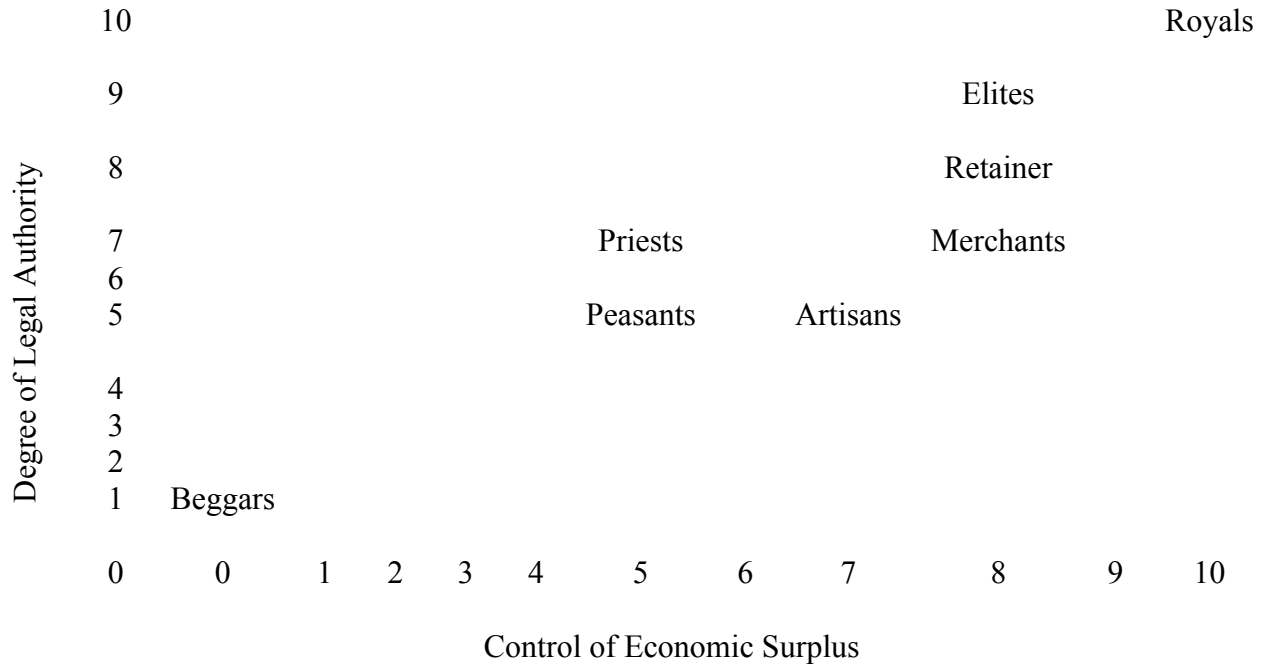 10 Royals
9 Elites
8 Retainer
7 Priests Merchants
6
5 Peasants Artisans
4
3
2
1 Beggars
0 0 1 2 3 4 5 6 7 8 9 10
Degree of Legal Authority
Control of Economic Surplus